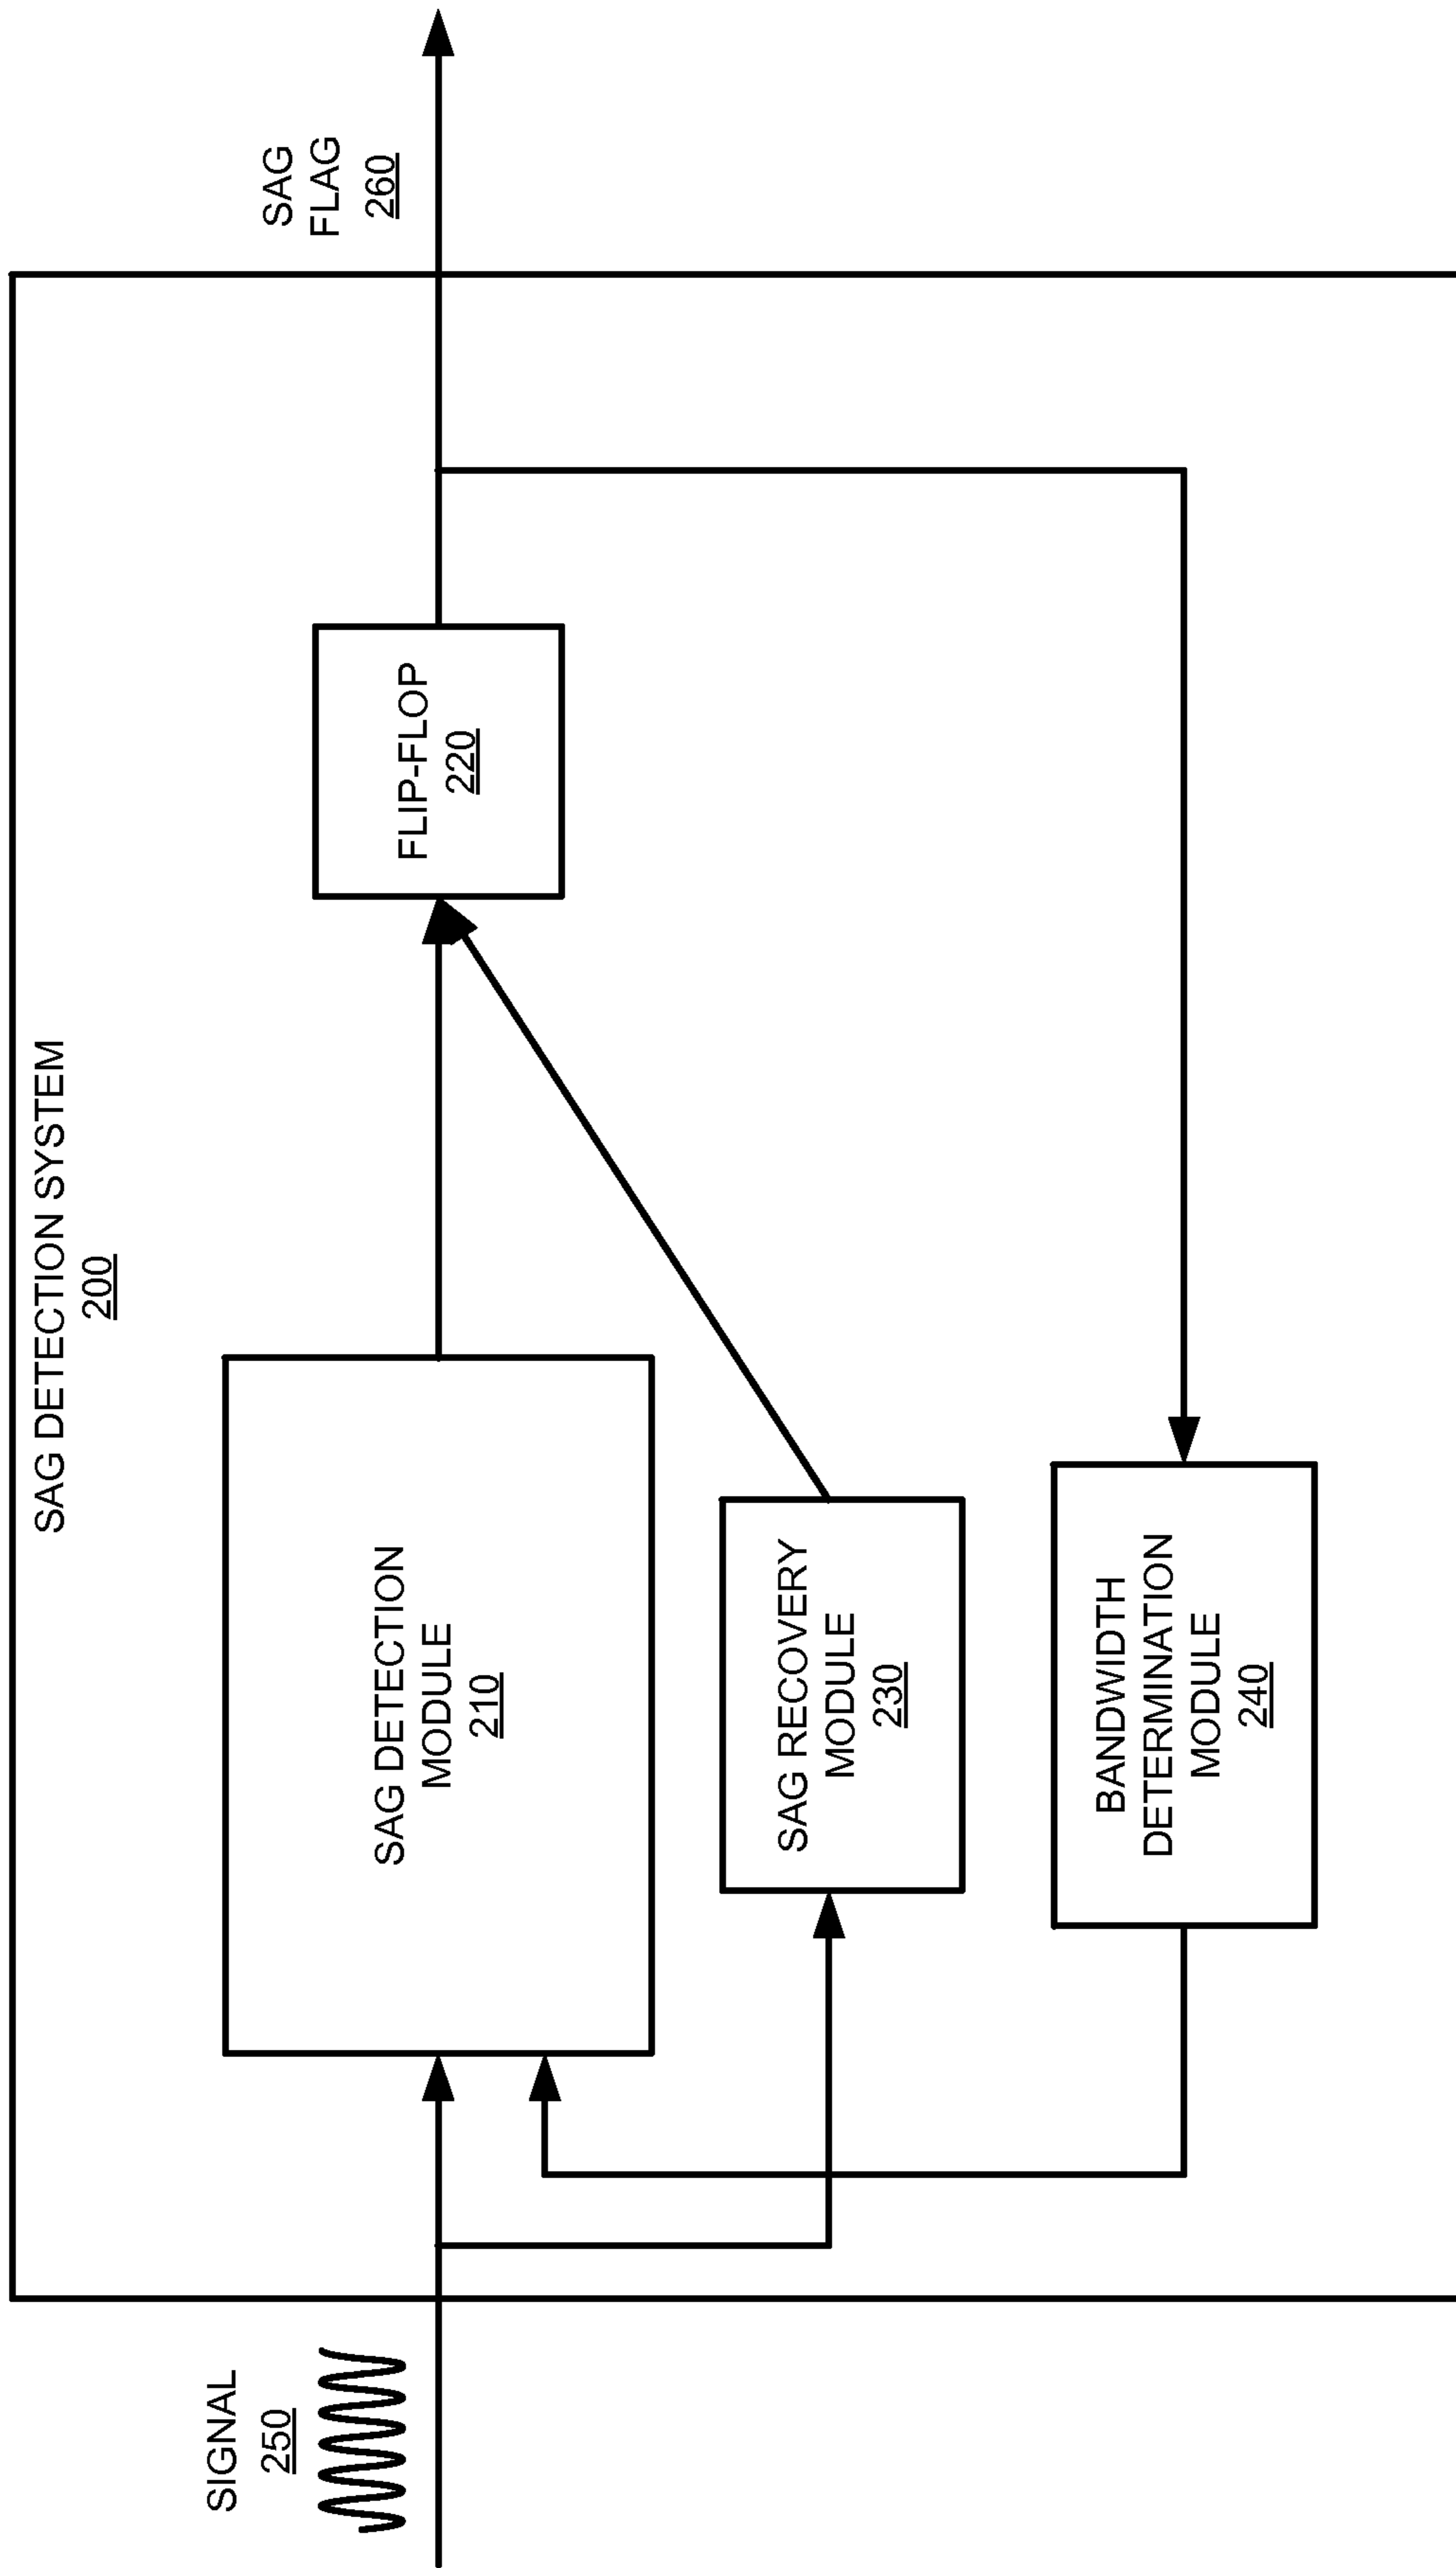 SAG DETECTION SYSTEM
200
SIGNAL
250
SAG DETECTION
MODULE
210
FLIP-FLOP
220
SAG
FLAG
260
SAG RECOVERY
MODULE
230
BANDWIDTH
DETERMINATION
MODULE
240